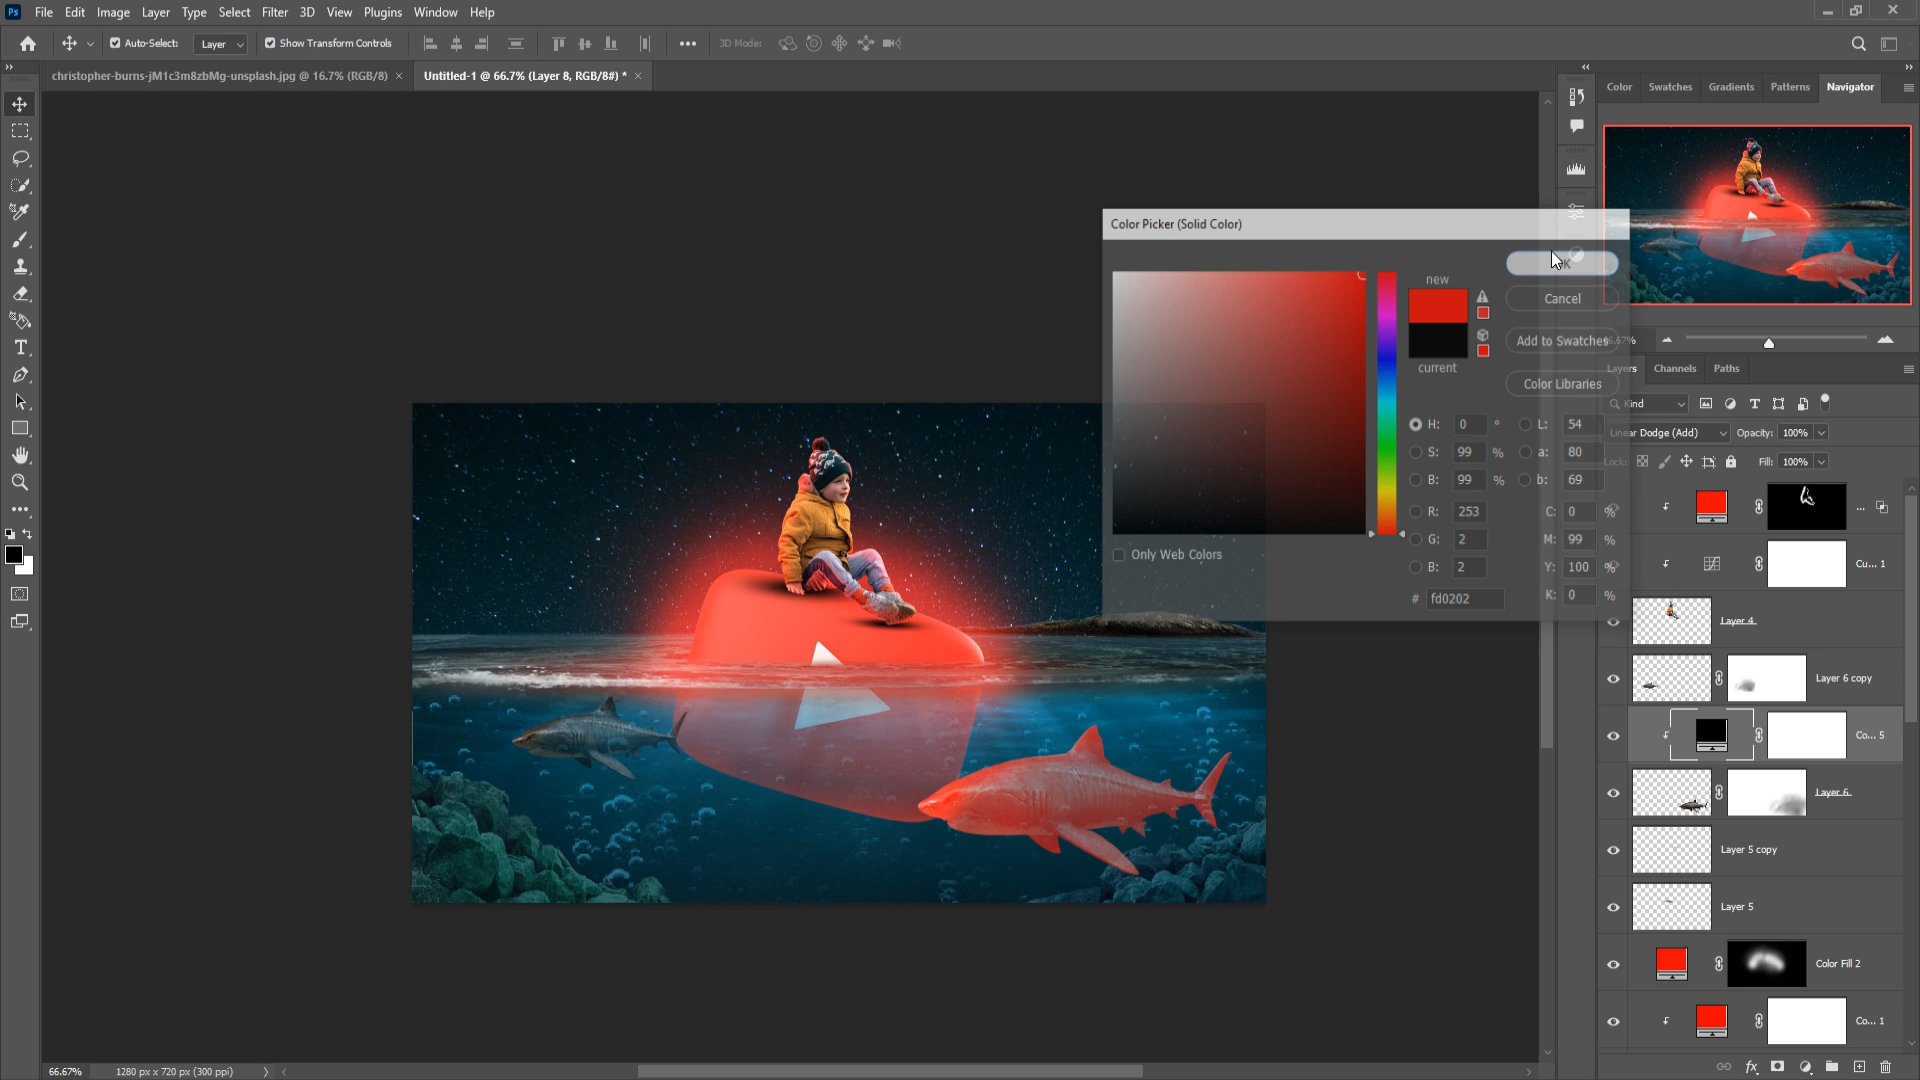 Ps File Edit Image Layer Type Select Filter 3D View Plugins Window Help
Auto-Select: Layer Show Transform Controls 3D Mode:
christopher-burns-jM1c3m8zbMg-unsplash.jpg @ 16.7% (RGB/8) × Untitled-1 @ 66.7% (Layer 8, RGB/8#) * ×
Color Swatches Gradients Patterns Navigator
Color Picker (Solid Color)
new
OK
Cancel
Add to Swatches
current
Color Libraries
H: 0 ° L: 54
S: 99 % a: 80
B: 99 % b: 69
R: 253 C: 0 %
G: 2 M: 99 %
B: 2 Y: 100 %
# fd0202 K: 0 %
Only Web Colors
Layers Channels Paths
Kind
Linear Dodge (Add) Opacity: 100%
Lock: Fill: 100%
...
Cu... 1
Layer 4
Layer 6 copy
Co... 5
Layer 6
Layer 5 copy
Layer 5
Color Fill 2
Co... 1
66.67% 1280 px x 720 px (300 ppi)